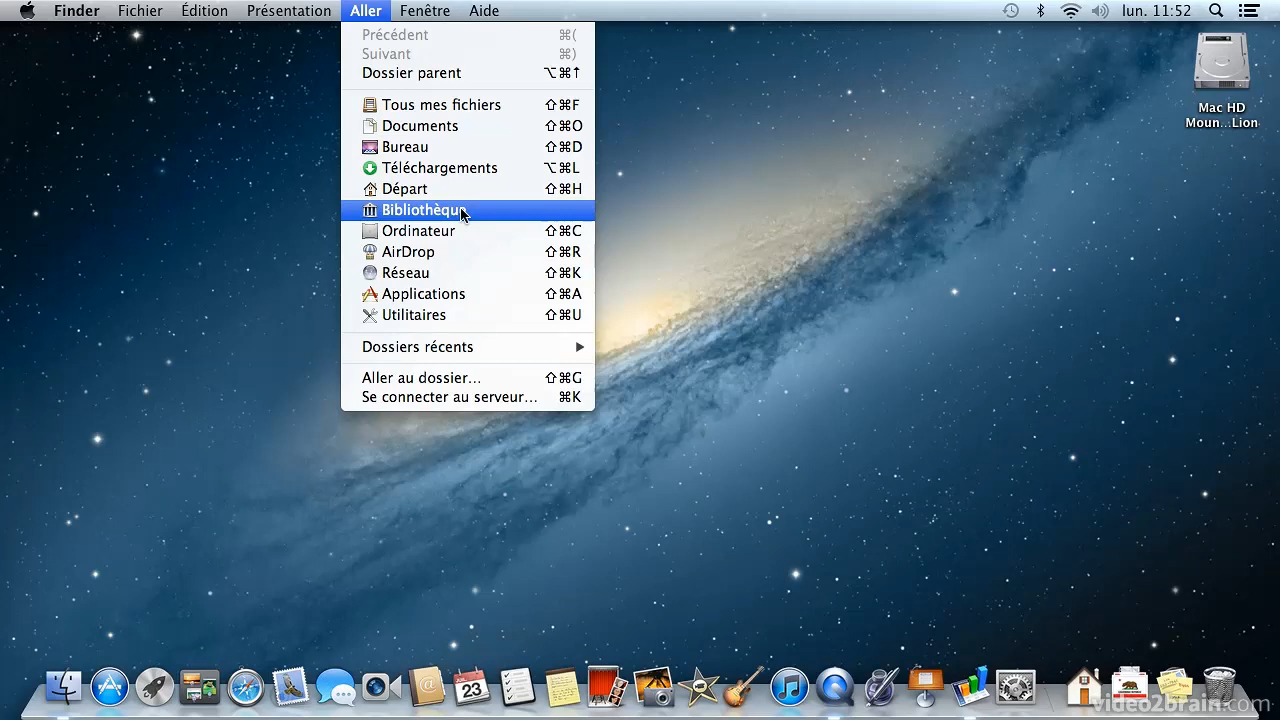 Finder Fichier Édition Présentation Aller Fenêtre Aide lun. 11:52
Précédent ⌘(
Suivant ⌘)
Dossier parent ⌥⌘↑
Tous mes fichiers ⇧⌘F
Documents ⇧⌘O
Bureau ⇧⌘D
Téléchargements ⌥⌘L
Départ ⇧⌘H
Bibliothèque
Ordinateur ⇧⌘C
AirDrop ⇧⌘R
Réseau ⇧⌘K
Applications ⇧⌘A
Utilitaires ⇧⌘U
Dossiers récents
Aller au dossier... ⇧⌘G
Se connecter au serveur... ⌘K
Mac HD
Moun...Lion
23
video2brain.com